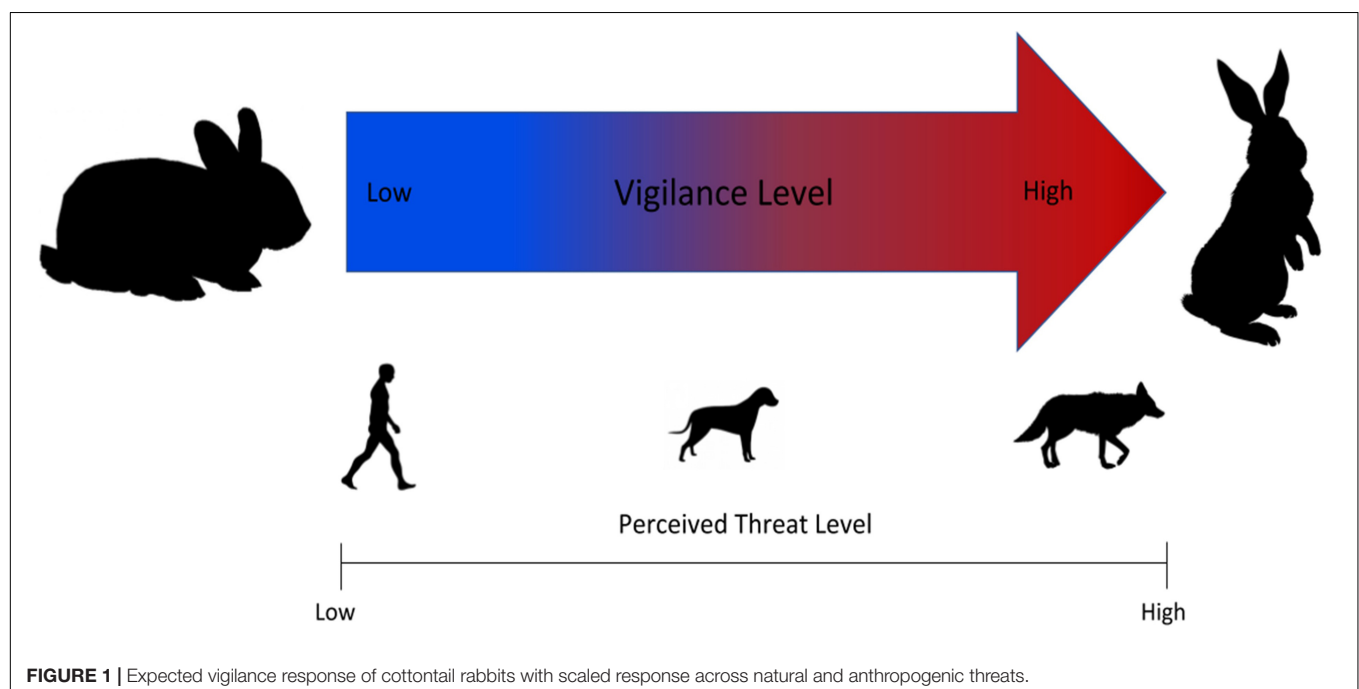 Low Vigilance Level High
Perceived Threat Level
Low High
FIGURE 1 | Expected vigilance response of cottontail rabbits with scaled response across natural and anthropogenic threats.